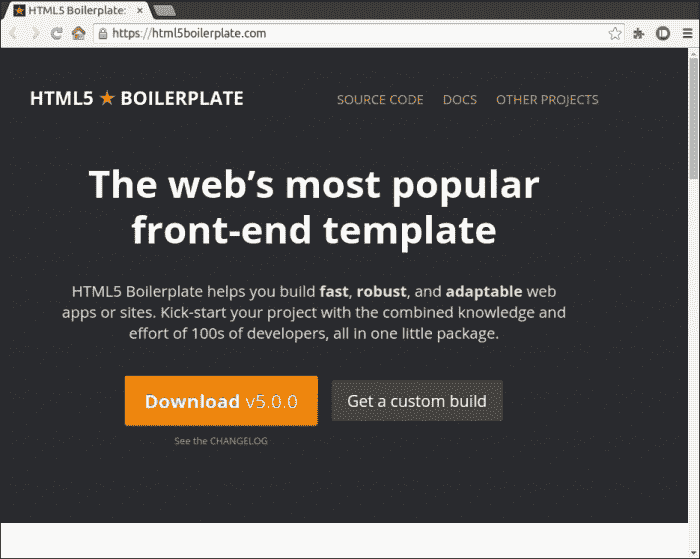 HTML5 Boilerplate:
https://html5boilerplate.com
HTML5 ★ BOILERPLATE
SOURCE CODE DOCS OTHER PROJECTS
The web's most popular
front-end template
HTML5 Boilerplate helps you build fast, robust, and adaptable web
apps or sites. Kick-start your project with the combined knowledge and
effort of 100s of developers, all in one little package.
Download v5.0.0 Get a custom build
See the CHANGELOG